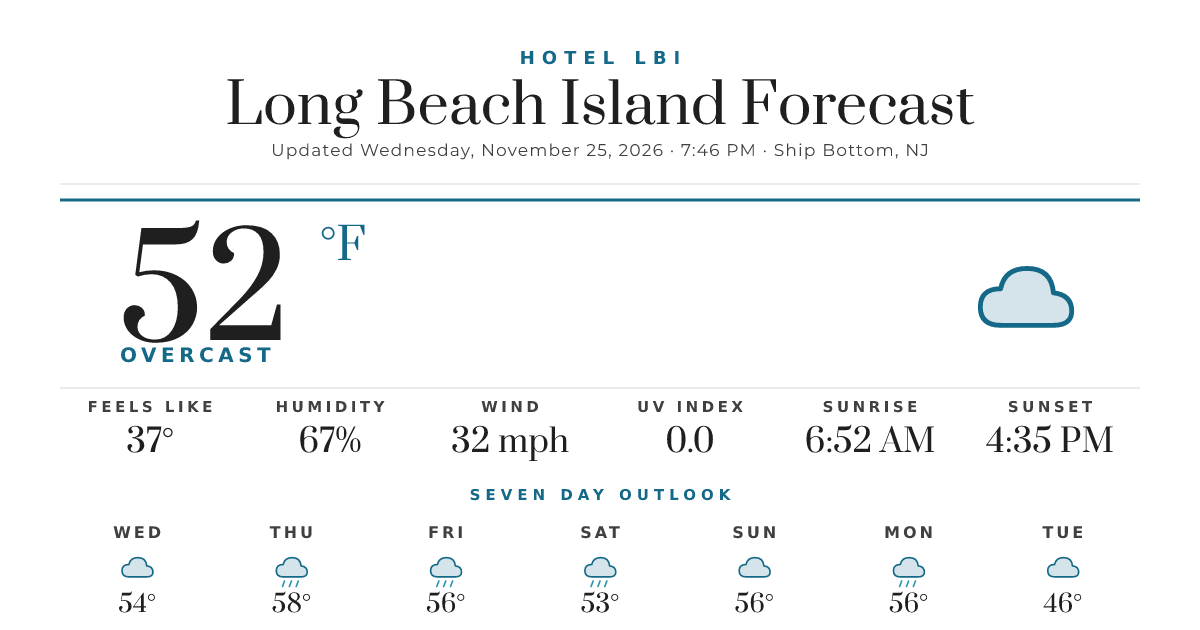 HOTEL LBI
Long Beach Island Forecast
Updated Wednesday, November 25, 2026 · 7:46 PM · Ship Bottom, NJ
52 °F
OVERCAST
FEELS LIKE HUMIDITY WIND UV INDEX SUNRISE SUNSET
37° 67% 32 mph 0.0 6:52 AM 4:35 PM
SEVEN DAY OUTLOOK
WED THU FRI SAT SUN MON TUE
54° 58° 56° 53° 56° 56° 46°